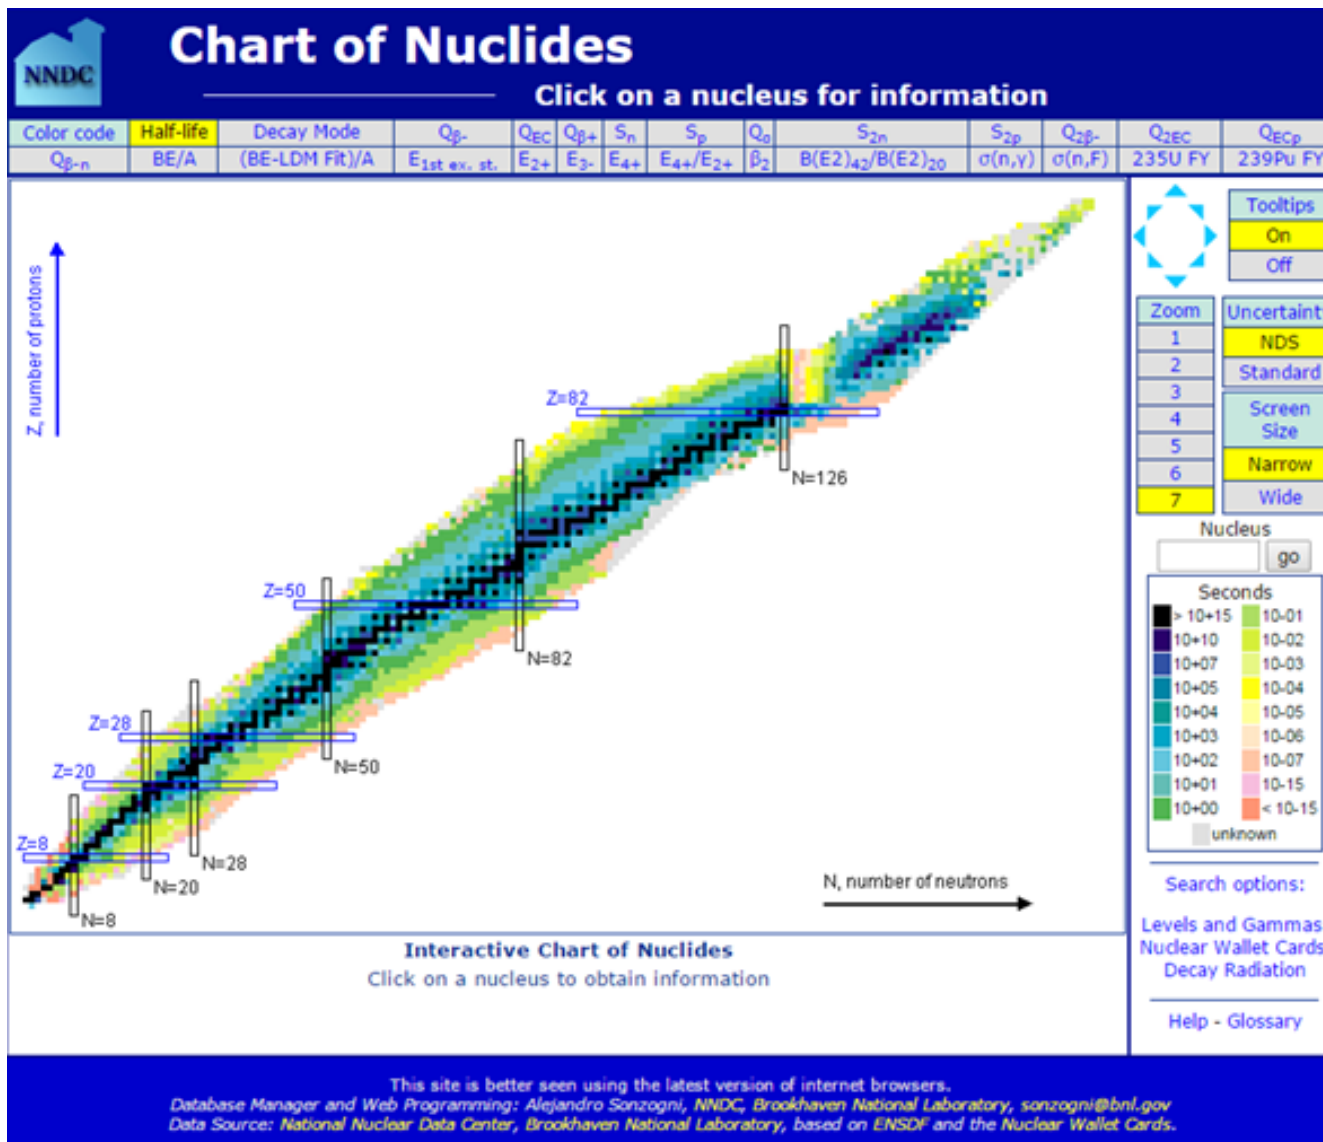 NNDC
Chart of Nuclides
Click on a nucleus for information
Color code Half-life Decay Mode Qβ- QEC Qβ+ Sn Sp Qα S2n S2p Q2β- Q2EC QECp
Qβ-n BE/A (BE-LDM Fit)/A E1st ex. st. E2+ E3- E4+ E4+/E2+ β2 B(E2)42/B(E2)20 σ(n,γ) σ(n,F) 235U FY 239Pu FY
Z, number of protons
Z=82
N=126
Z=50
N=82
Z=28
N=50
Z=20
Z=8
N=28
N=20
N=8
N, number of neutrons
Interactive Chart of Nuclides
Click on a nucleus to obtain information
Tooltips
On
Off
Zoom
1
2
3
4
5
6
7
Uncertaint
NDS
Standard
Screen
Size
Narrow
Wide
Nucleus
go
Seconds
> 10+15 10-01
10+10 10-02
10+07 10-03
10+05 10-04
10+04 10-05
10+03 10-06
10+02 10-07
10+01 10-15
10+00 < 10-15
unknown
Search options:
Levels and Gammas
Nuclear Wallet Cards
Decay Radiation
Help - Glossary
This site is better seen using the latest version of internet browsers.
Database Manager and Web Programming: Alejandro Sonzogni, NNDC, Brookhaven National Laboratory, sonzogni@bnl.gov
Data Source: National Nuclear Data Center, Brookhaven National Laboratory, based on ENSDF and the Nuclear Wallet Cards.